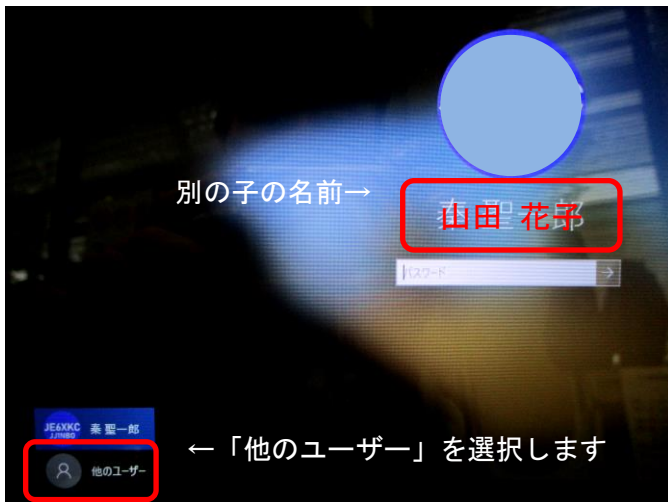 別の子の名前→
山田 花子
パスワード
→
JE6XKC
JJ1NBQ
秦 聖一郎
他のユーザー
←「他のユーザー」を選択します